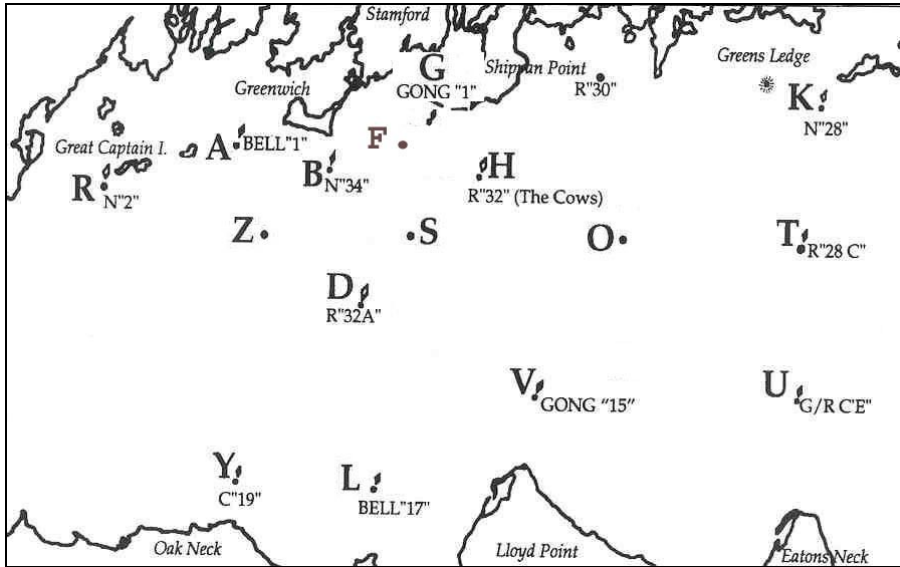 Stamford
G
GONG "1"
Shippan Point
Greens Ledge
Greenwich
R"30"
K
N"28"
Great Captain I.
A
BELL"1"
F
B
N"34"
H
R"32" (The Cows)
R
N"2"
Z
S
O
T
R"28 C"
D
R"32A"
V
GONG "15"
U
G/R C'E"
Y
C"19"
L
BELL"17"
Oak Neck
Lloyd Point
Eatons Neck